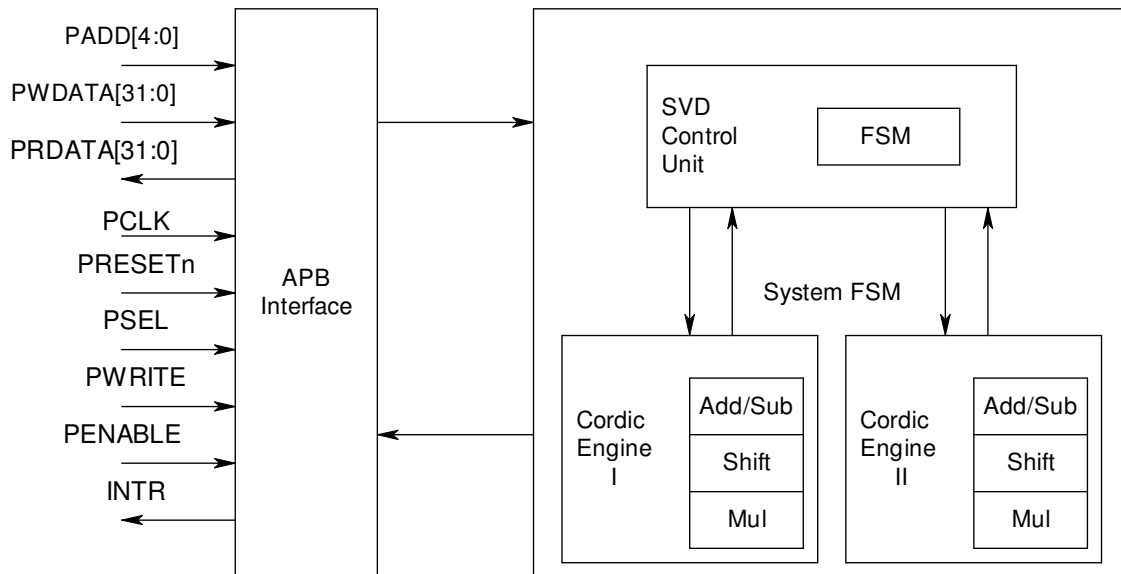 PADD[4:0]
PWDATA[31:0]
PRDATA[31:0]
PCLK
PRESETn
PSEL
PWRITE
PENABLE
INTR
APB
Interface
SVD
Control
Unit
FSM
System FSM
Cordic
Engine
I
Add/Sub
Shift
Mul
Cordic
Engine
II
Add/Sub
Shift
Mul